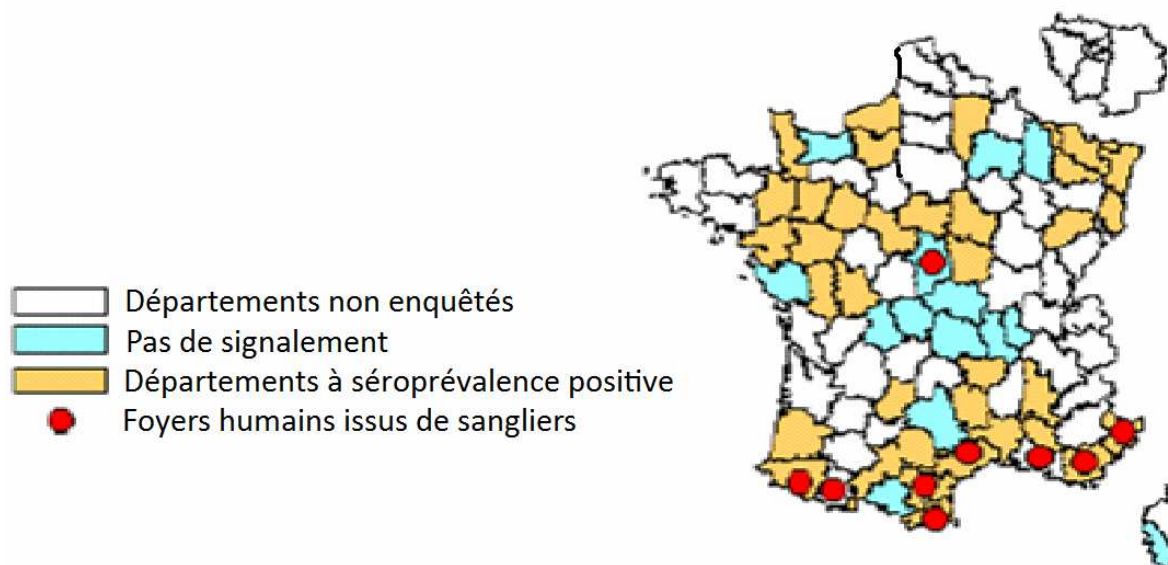 Départements non enquêtés
Pas de signalement
Départements à séroprévalence positive
Foyers humains issus de sangliers